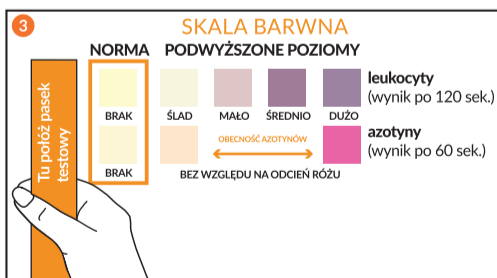 3
SKALA BARWNA
NORMA PODWYŻSZONE POZIOMY
Tu połóż pasek
testowy
BRAK ŚLAD MAŁO ŚREDNIO DUŻO
leukocyty
(wynik po 120 sek.)
BRAK
OBECNOŚĆ AZOTYNÓW
BEZ WZGLĘDU NA ODCIEŃ RÓŻU
azotyny
(wynik po 60 sek.)